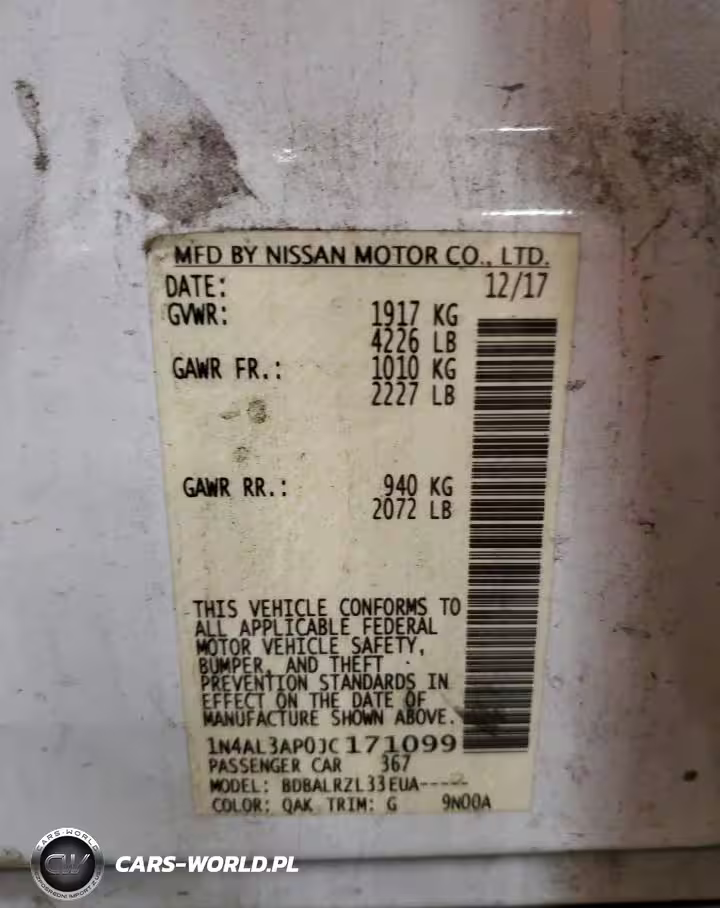 MFD BY NISSAN MOTOR CO., LTD.
DATE: 12/17
GVWR: 1917 KG
4226 LB
GAWR FR.: 1010 KG
2227 LB
GAWR RR.: 940 KG
2072 LB
THIS VEHICLE CONFORMS TO
ALL APPLICABLE FEDERAL
MOTOR VEHICLE SAFETY,
BUMPER, AND THEFT
PREVENTION STANDARDS IN
EFFECT ON THE DATE OF
MANUFACTURE SHOWN ABOVE.
1N4AL3AP0JC171099
PASSENGER CAR 367
MODEL: BDBALRZL33EUA----
COLOR: QAK TRIM: G 9N00A
CARS-WORLD
CW
CARS-WORLD.PL